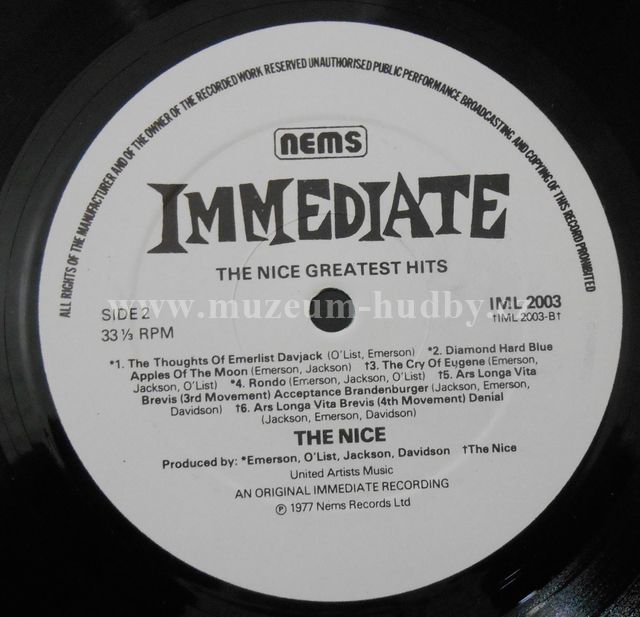 ALL RIGHTS OF THE MANUFACTURER AND OF THE OWNER OF THE RECORDED WORK RESERVED UNAUTHORISED PUBLIC PERFORMANCE BROADCASTING AND COPYING OF THIS RECORD PROHIBITED
nems
IMMEDIATE
THE NICE GREATEST HITS
www.muzeum-hudby.cz
SIDE 2
IML 2003
33 ⅓ RPM
†IML 2003-B†
*1. The Thoughts Of Emerlist Davjack (O'List, Emerson) *2. Diamond Hard Blue
Apples Of The Moon (Emerson, Jackson) †3. The Cry Of Eugene (Emerson,
Jackson, O'List) *4. Rondo (Emerson, Jackson, O'List) †5. Ars Longa Vita
Brevis (3rd Movement) Acceptance Brandenburger (Jackson, Emerson,
Davidson) †6. Ars Longa Vita Brevis (4th Movement) Denial
(Jackson, Emerson, Davidson)
THE NICE
Produced by: *Emerson, O'List, Jackson, Davidson †The Nice
United Artists Music
AN ORIGINAL IMMEDIATE RECORDING
℗ 1977 Nems Records Ltd